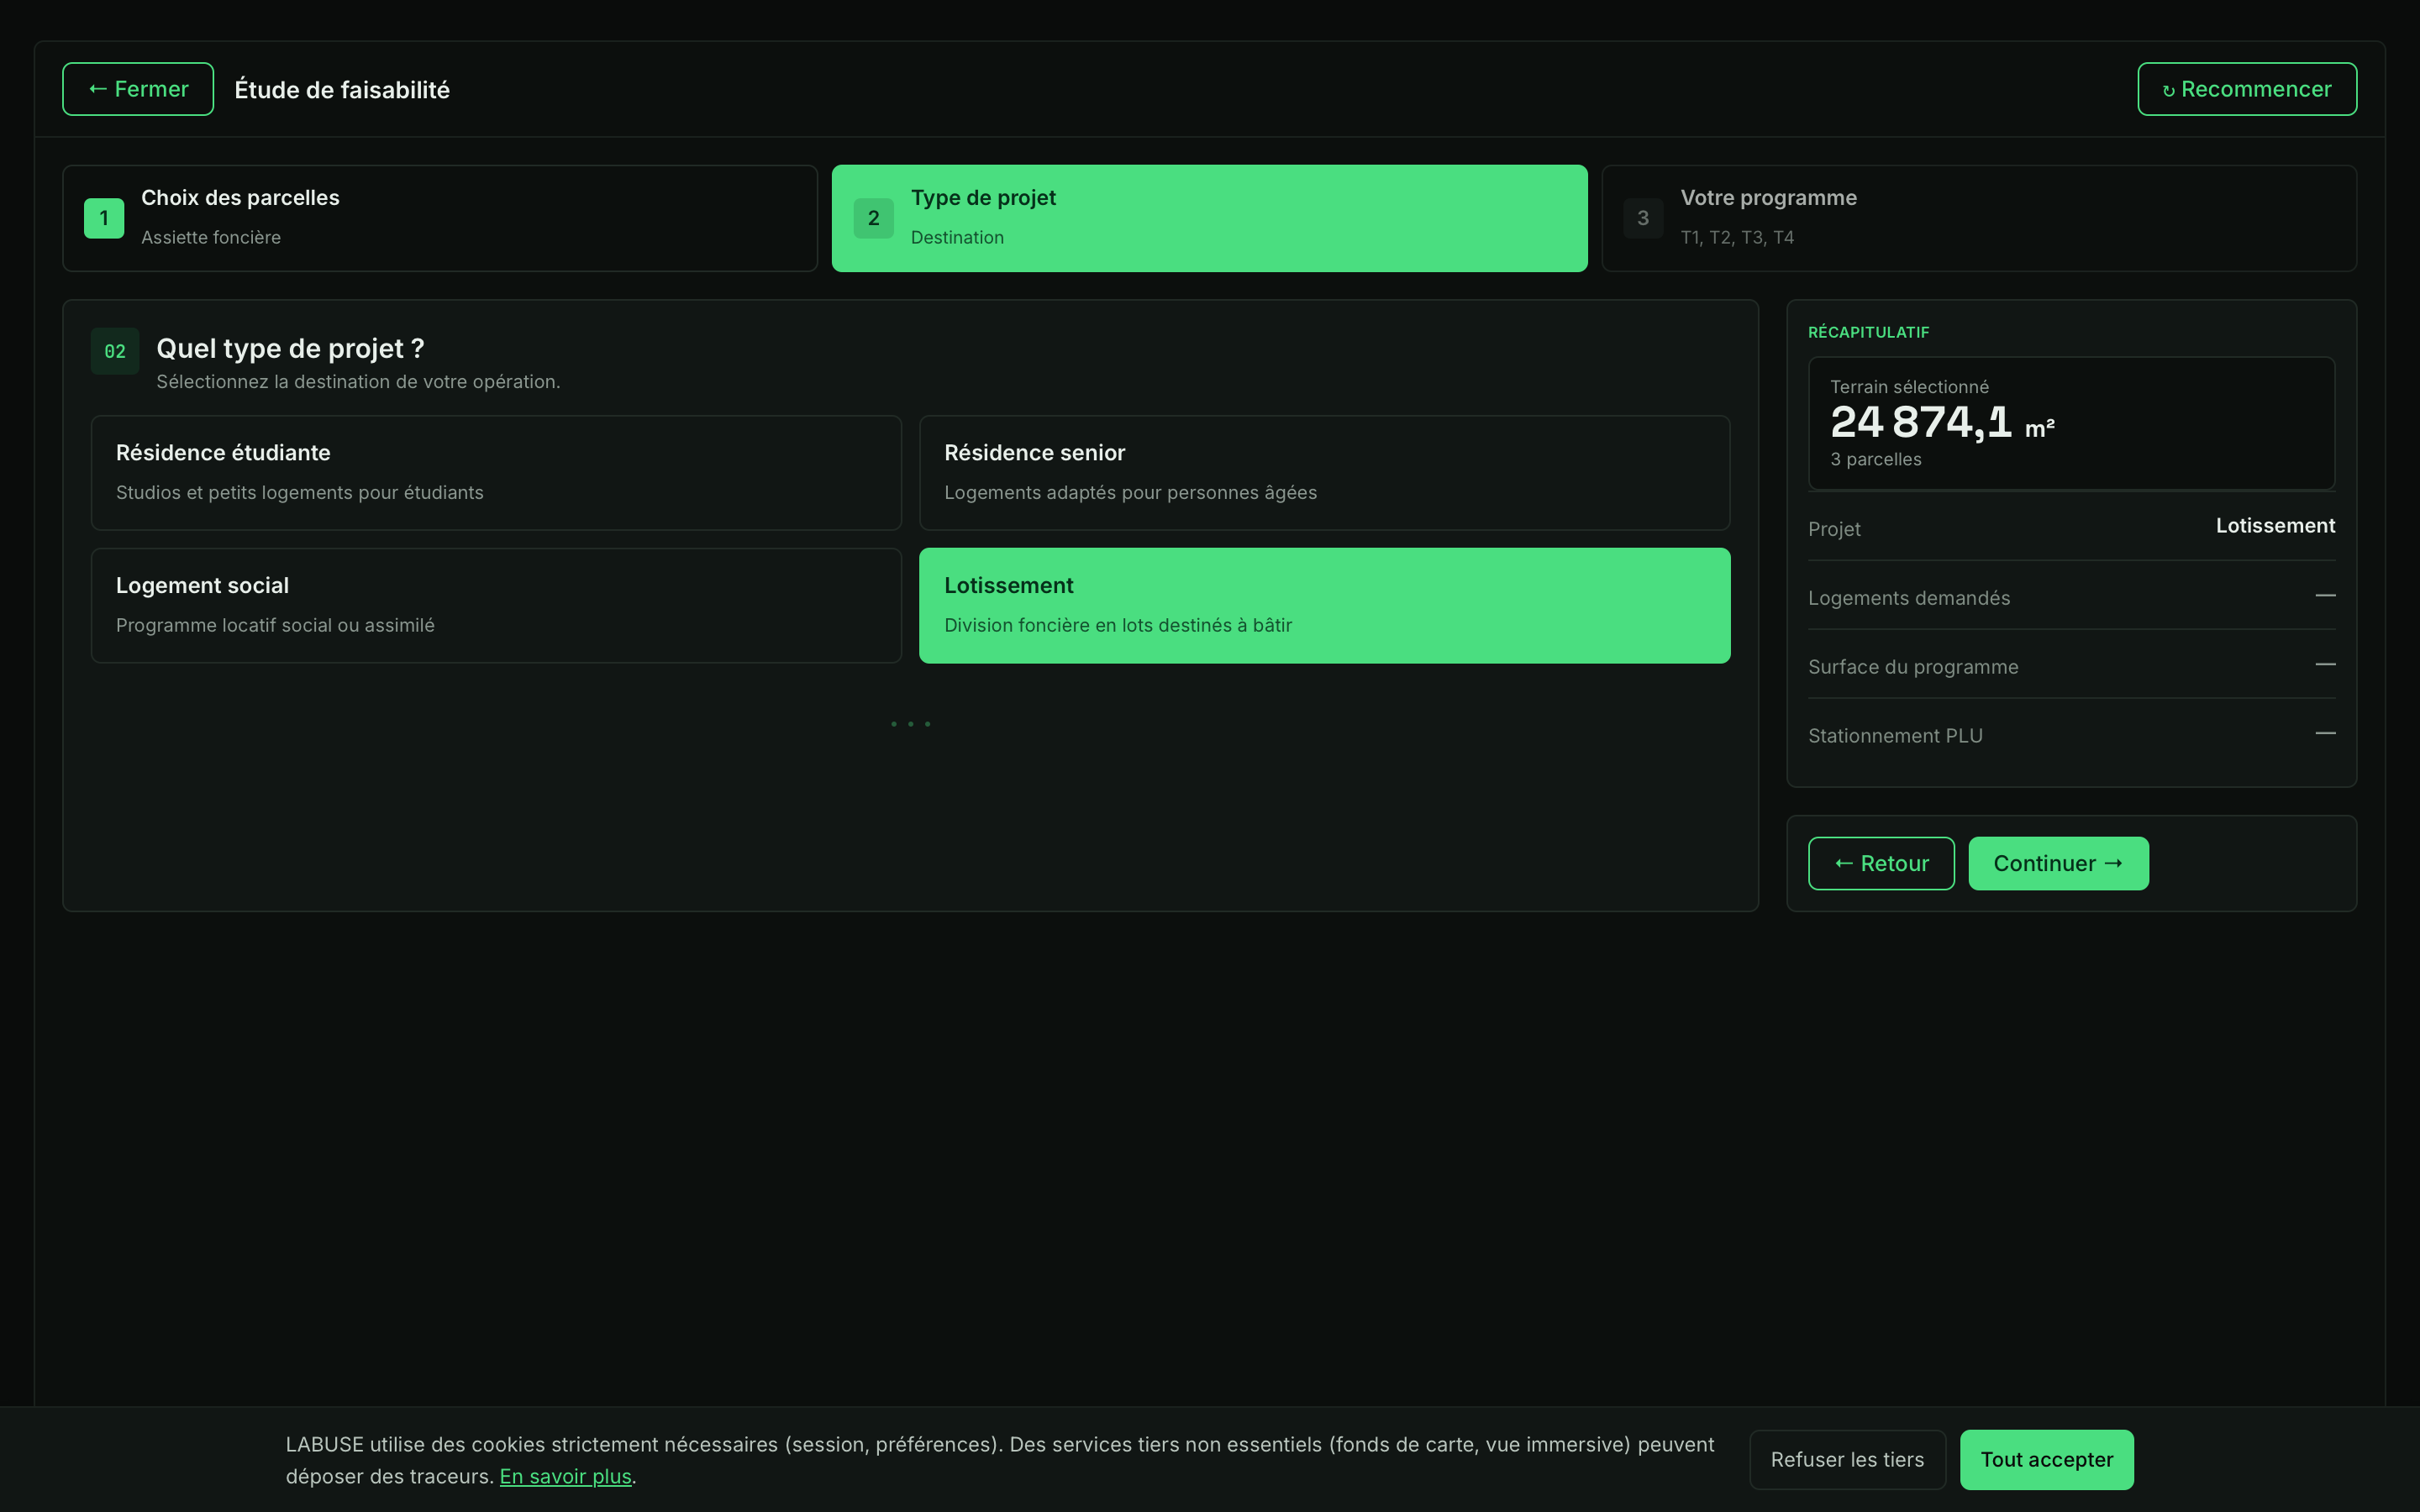 ← Fermer
Étude de faisabilité
↻ Recommencer
1
Choix des parcelles
Assiette foncière
2
Type de projet
Destination
3
Votre programme
T1, T2, T3, T4
02
Quel type de projet ?
Sélectionnez la destination de votre opération.
Résidence étudiante
Studios et petits logements pour étudiants
Résidence senior
Logements adaptés pour personnes âgées
Logement social
Programme locatif social ou assimilé
Lotissement
Division foncière en lots destinés à bâtir
RÉCAPITULATIF
Terrain sélectionné
24 874,1 m²
3 parcelles
Projet Lotissement
Logements demandés —
Surface du programme —
Stationnement PLU —
← Retour
Continuer →
LABUSE utilise des cookies strictement nécessaires (session, préférences). Des services tiers non essentiels (fonds de carte, vue immersive) peuvent
déposer des traceurs. En savoir plus.
Refuser les tiers
Tout accepter